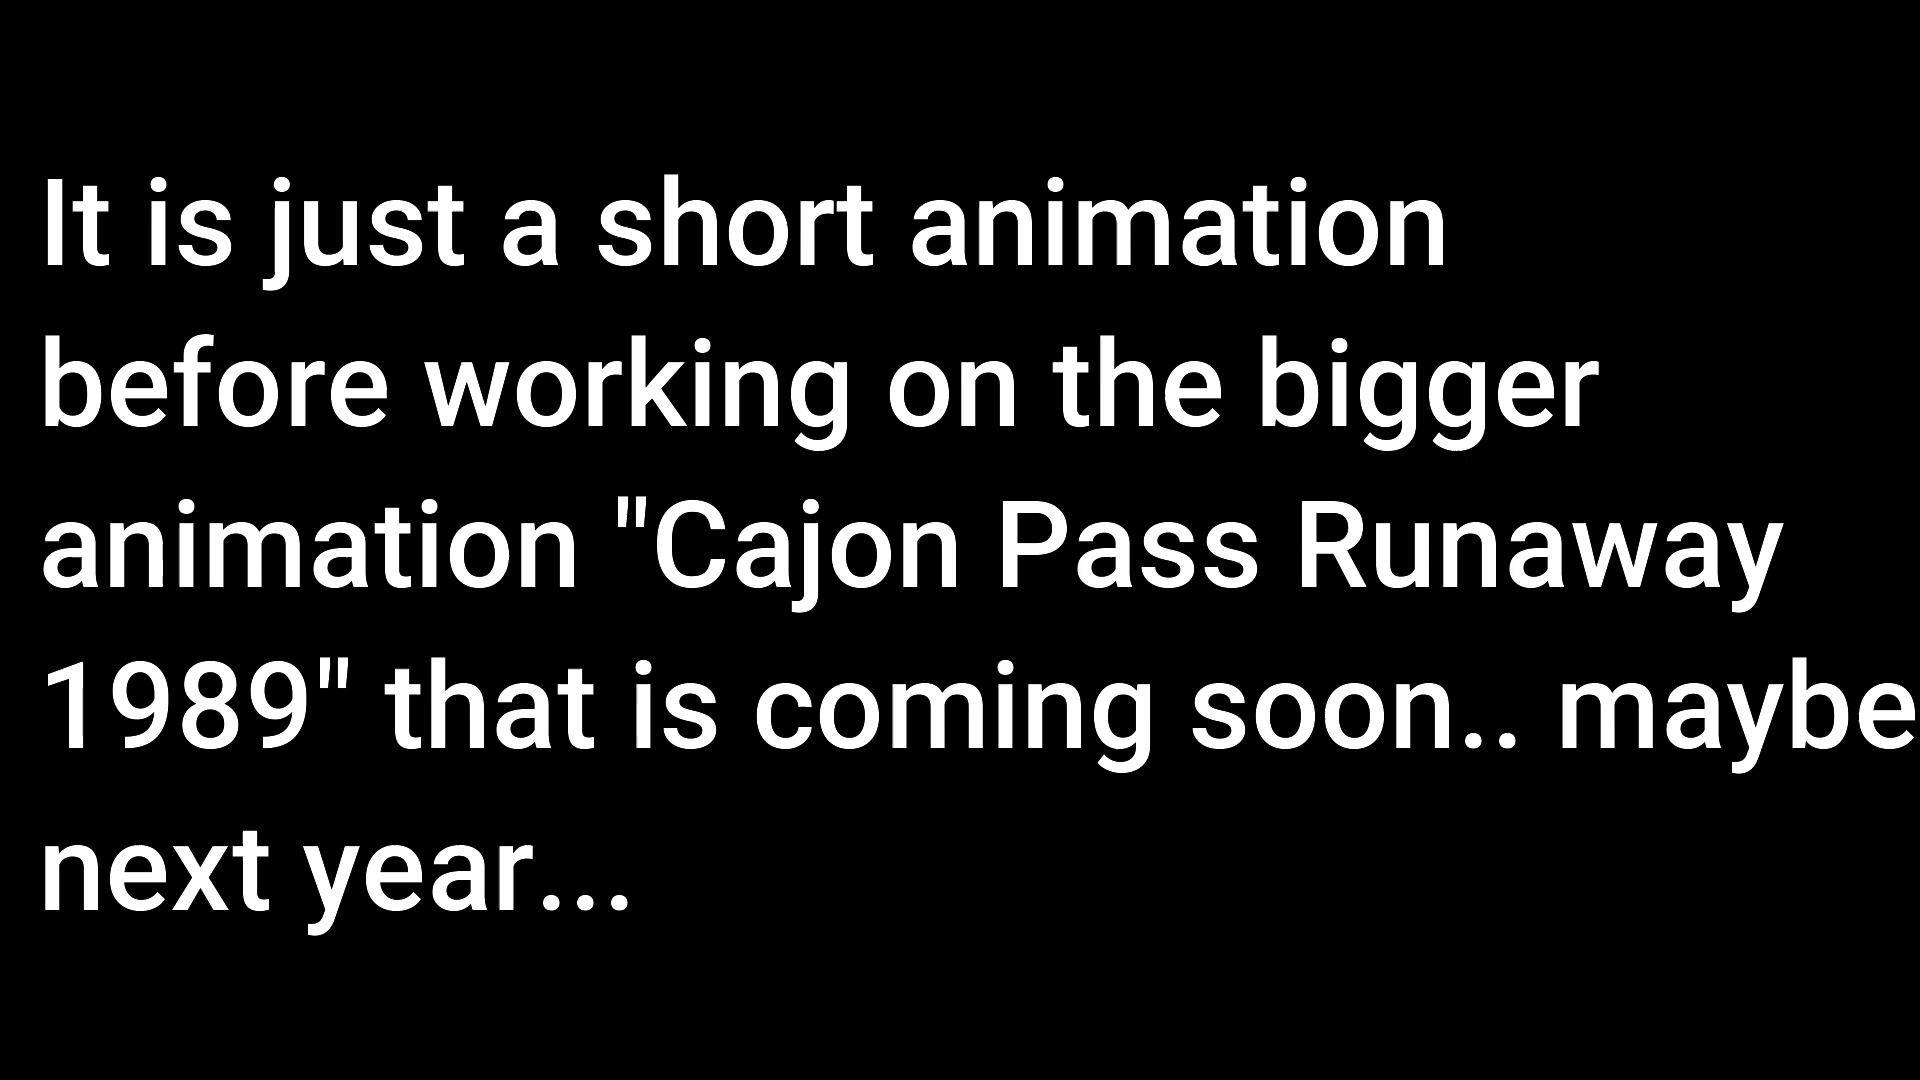 It is just a short animation
before working on the bigger
animation "Cajon Pass Runaway
1989" that is coming soon.. maybe
next year...